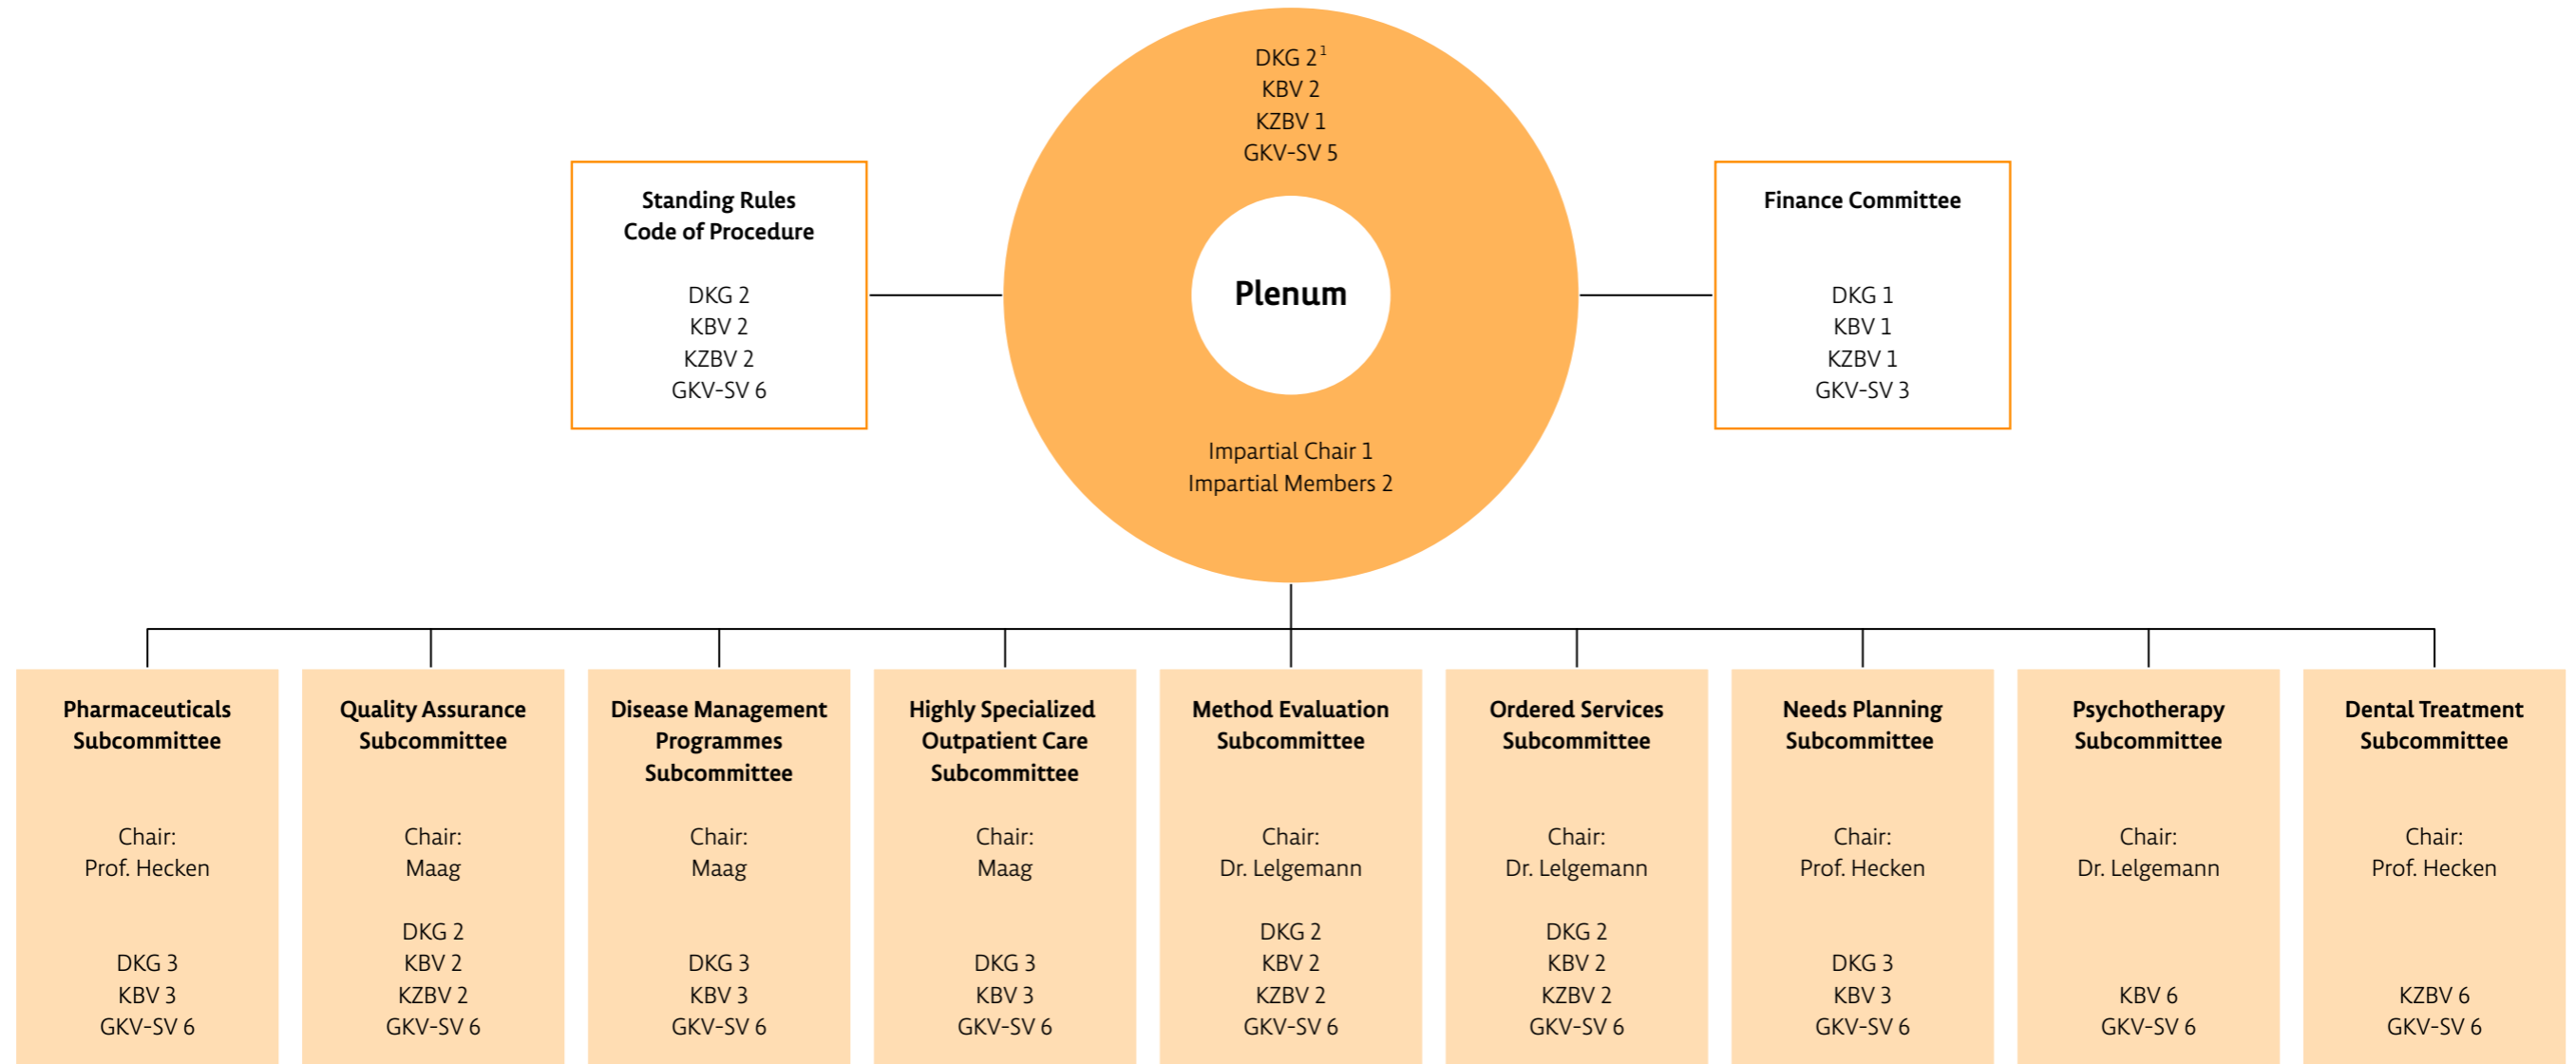 DKG 2¹
KBV 2
KZBV 1
GKV-SV 5
Plenum
Impartial Chair 1
Impartial Members 2
Standing Rules
Code of Procedure
DKG 2
KBV 2
KZBV 2
GKV-SV 6
Finance Committee
DKG 1
KBV 1
KZBV 1
GKV-SV 3
Pharmaceuticals
Subcommittee
Chair:
Prof. Hecken
DKG 3
KBV 3
GKV-SV 6
Quality Assurance
Subcommittee
Chair:
Maag
DKG 2
KBV 2
KZBV 2
GKV-SV 6
Disease Management
Programmes
Subcommittee
Chair:
Maag
DKG 3
KBV 3
GKV-SV 6
Highly Specialized
Outpatient Care
Subcommittee
Chair:
Maag
DKG 3
KBV 3
GKV-SV 6
Method Evaluation
Subcommittee
Chair:
Dr. Lelgemann
DKG 2
KBV 2
KZBV 2
GKV-SV 6
Ordered Services
Subcommittee
Chair:
Dr. Lelgemann
DKG 2
KBV 2
KZBV 2
GKV-SV 6
Needs Planning
Subcommittee
Chair:
Prof. Hecken
DKG 3
KBV 3
GKV-SV 6
Psychotherapy
Subcommittee
Chair:
Dr. Lelgemann
KBV 6
GKV-SV 6
Dental Treatment
Subcommittee
Chair:
Prof. Hecken
KZBV 6
GKV-SV 6